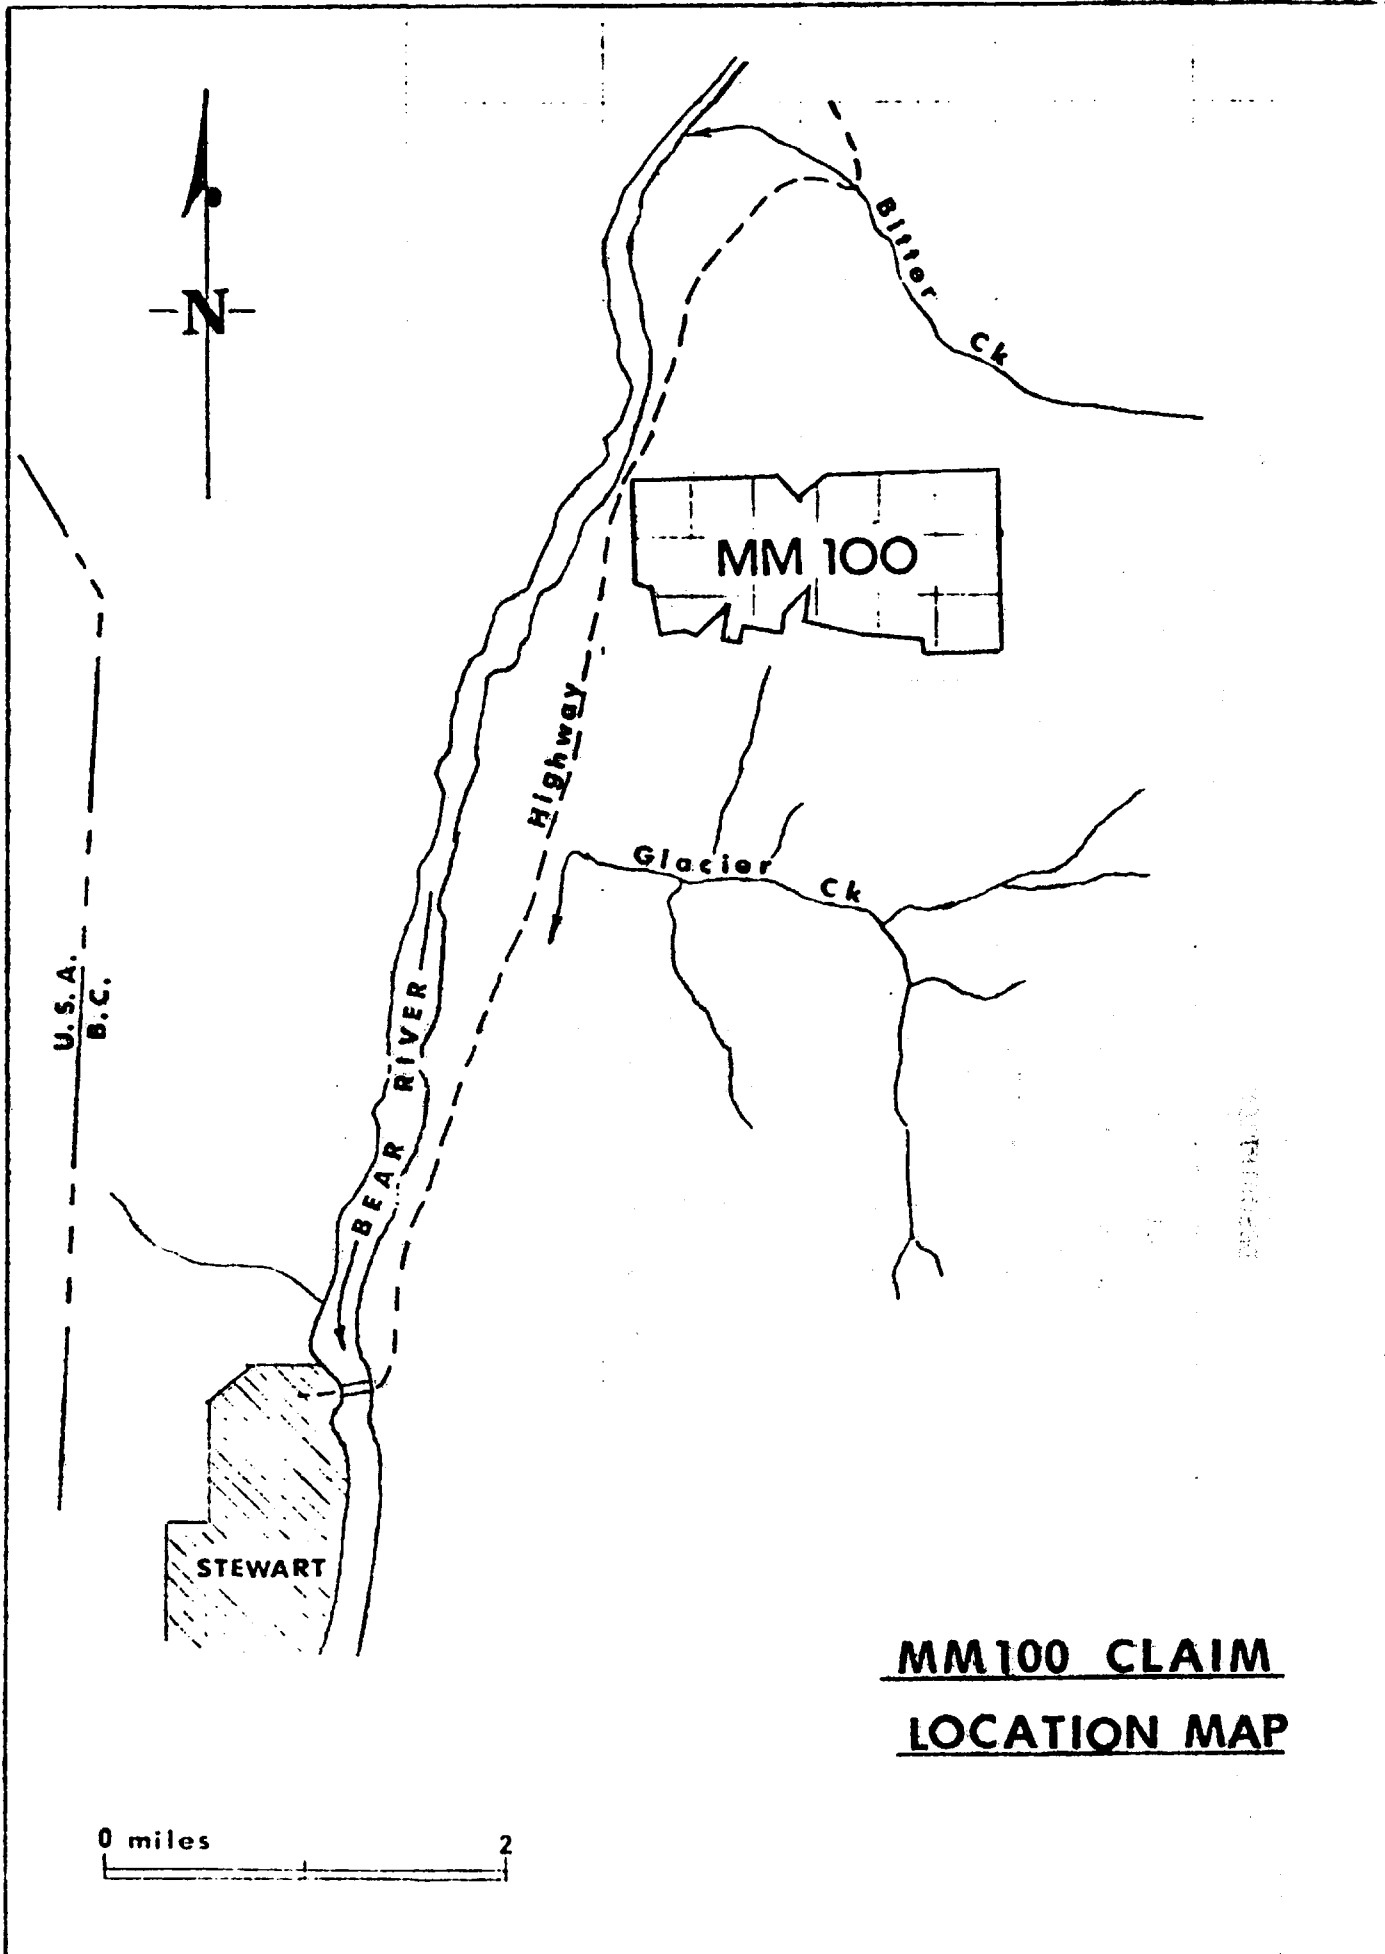 N
Bitter Ck
MM 100
Highway
Glacier Ck
U.S.A.
B.C.
BEAR RIVER
STEWART
MM100 CLAIM
LOCATION MAP
0 miles 2